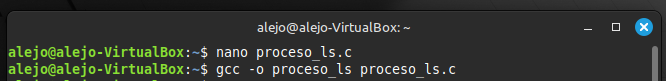 alejo@alejo-VirtualBox: ~
alejo@alejo-VirtualBox:~$ nano proceso_ls.c
alejo@alejo-VirtualBox:~$ gcc -o proceso_ls proceso_ls.c